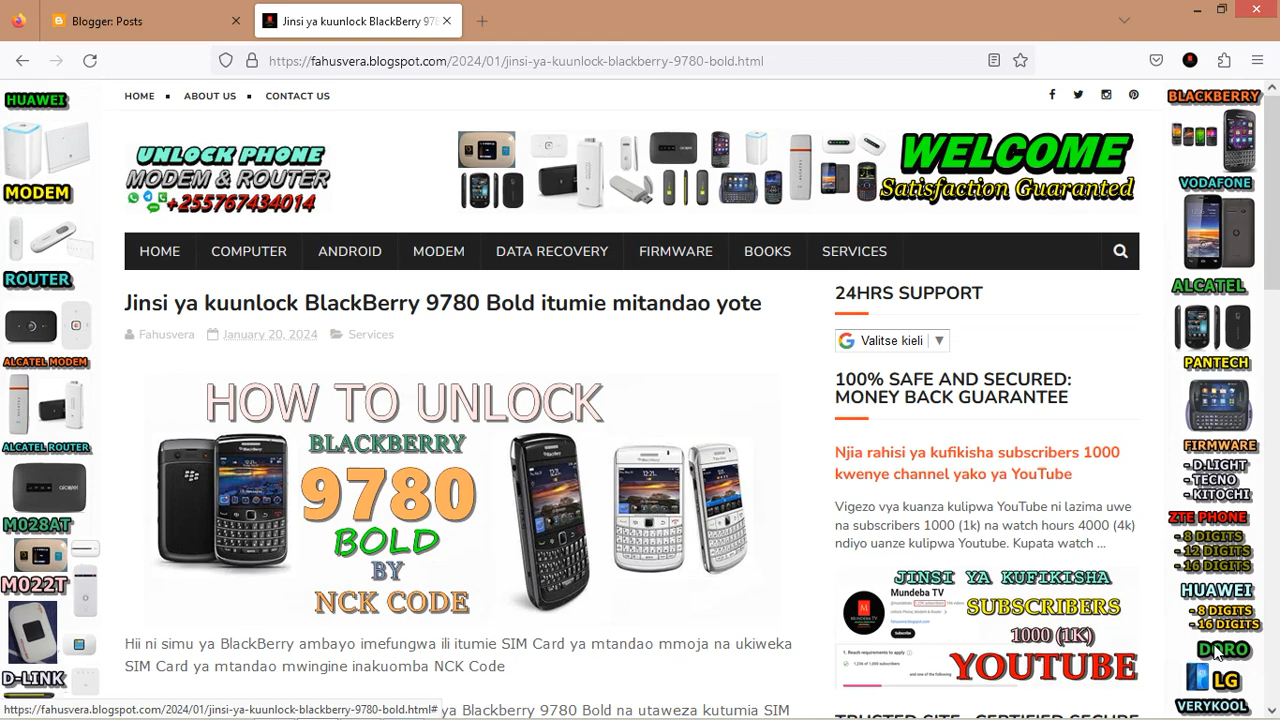 Blogger: Posts
Jinsi ya kuunlock BlackBerry 978
https://fahusvera.blogspot.com/2024/01/jinsi-ya-kuunlock-blackberry-9780-bold.html
HOME
ABOUT US
CONTACT US
UNLOCK PHONE
MODEM & ROUTER
+255767434014
WELCOME
Satisfaction Guaranteed
HOME
COMPUTER
ANDROID
MODEM
DATA RECOVERY
FIRMWARE
BOOKS
SERVICES
HUAWEI
MODEM
ROUTER
ALCATEL MODEM
ALCATEL ROUTER
M028AT
M022T
D-LINK
Jinsi ya kuunlock BlackBerry 9780 Bold itumie mitandao yote
Fahusvera
January 20, 2024
Services
HOW TO UNLOCK
BLACKBERRY
9780
BOLD
BY
NCK CODE
Hii ni simu yaBlackBerry ambayo imefungwa ili itumie SIM Card ya mtandao mmoja na ukiweka
SIM Card ya mtandao mwingine inakuomba NCK Code
ya BlackBerry 9780 Bold na utaweza kutumia SIM
https://fahusvera.blogspot.com/2024/01/jinsi-ya-kuunlock-blackberry-9780-bold.html#
24HRS SUPPORT
Valitse kieli
100% SAFE AND SECURED:
MONEY BACK GUARANTEE
Njia rahisi ya kufikisha subscribers 1000
kwenye channel yako ya YouTube
Vigezo vya kuanza kulipwa YouTube ni lazima uwe
na subscribers 1000 (1k) na watch hours 4000 (4k)
ndiyo uanze kulipwa Youtube. Kupata watch ...
JINSI YA KUFIKISHA
Mundeba TV
SUBSCRIBERS
1000 (1K)
YOUTUBE
TRUSTED SITE - CERTIFIED SECURE
BLACKBERRY
VODAFONE
ALCATEL
PANTECH
FIRMWARE
- D.LIGHT
- TECNO
- KITOCHI
ZTE PHONE
- 8 DIGITS
- 12 DIGITS
- 16 DIGITS
HUAWEI
- 8 DIGITS
- 16 DIGITS
DORO
LG
VERYKOOL